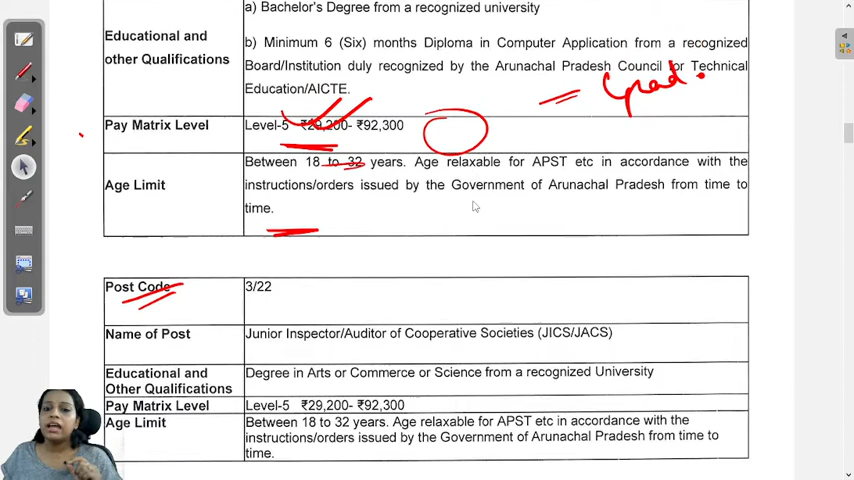 a) Bachelor's Degree from a recognized university
Educational and
other Qualifications
b) Minimum 6 (Six) months Diploma in Computer Application from a recognized
Board/Institution duly recognized by the Arunachal Pradesh Council for Technical
Education/AICTE.
Grad.
Pay Matrix Level
Level-5 ₹29,200- ₹92,300
Age Limit
Between 18 to 32 years. Age relaxable for APST etc in accordance with the
instructions/orders issued by the Government of Arunachal Pradesh from time to
time.
Post Code
3/22
Name of Post
Junior Inspector/Auditor of Cooperative Societies (JICS/JACS)
Educational and
Other Qualifications
Degree in Arts or Commerce or Science from a recognized University
Pay Matrix Level
Level-5 ₹29,200- ₹92,300
Age Limit
Between 18 to 32 years. Age relaxable for APST etc in accordance with the
instructions/orders issued by the Government of Arunachal Pradesh from time to
time.